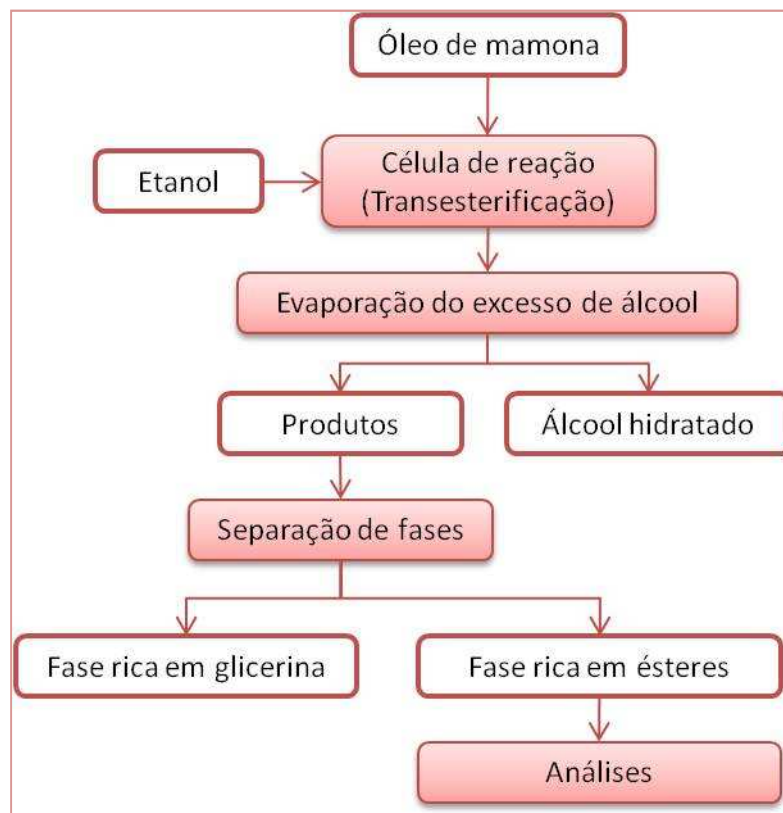 Óleo de mamona
Etanol
Célula de reação
(Transesterificação)
Evaporação do excesso de álcool
Produtos
Álcool hidratado
Separação de fases
Fase rica em glicerina
Fase rica em ésteres
Análises